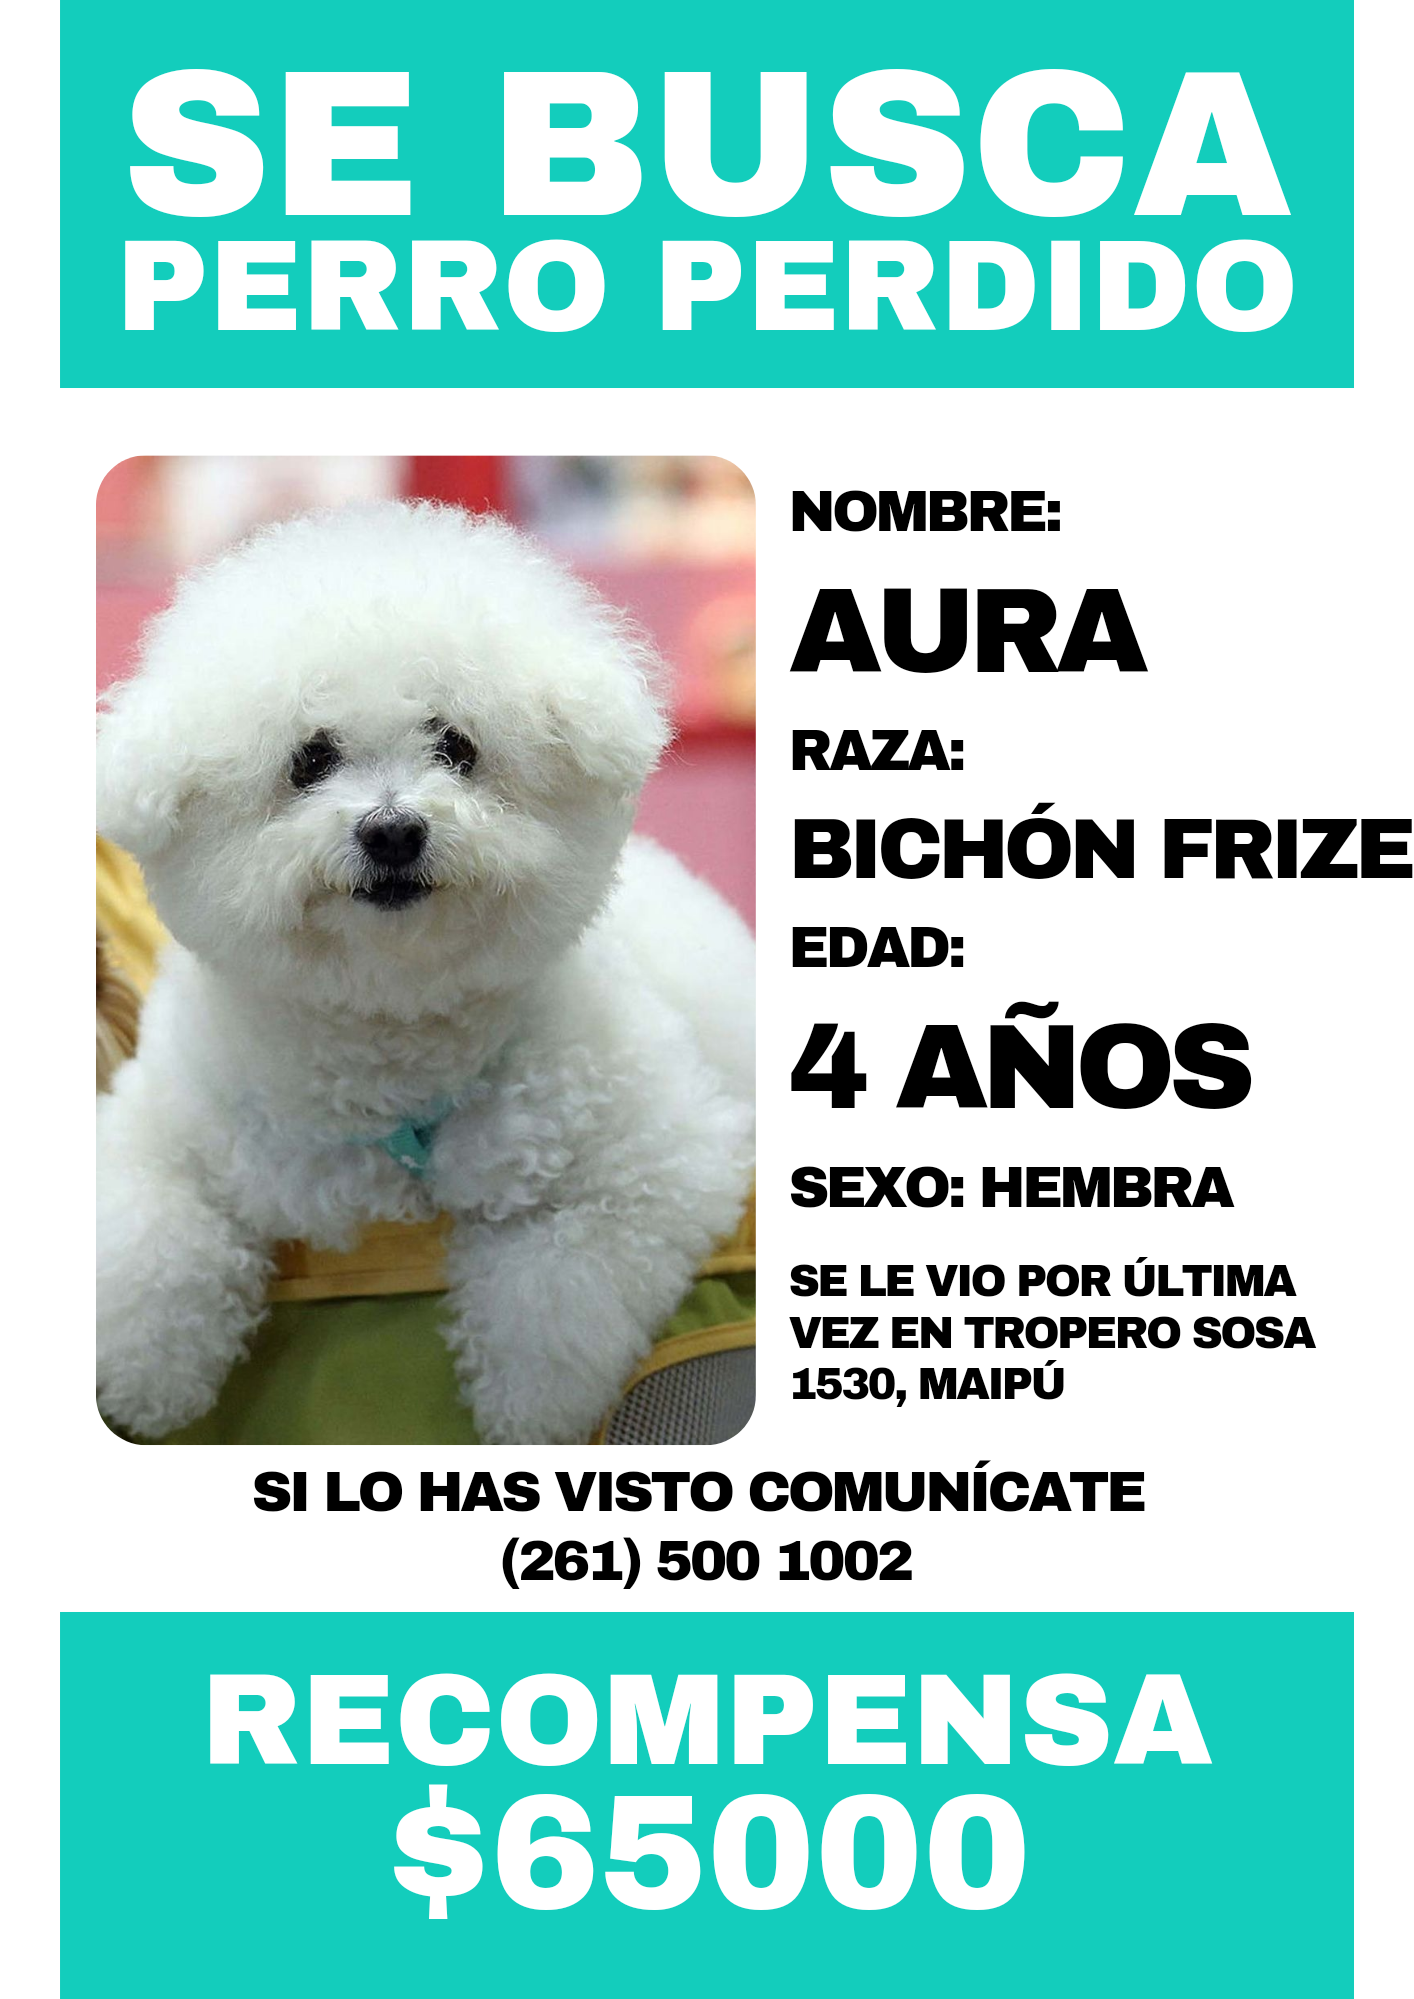 SE BUSCA
PERRO PERDIDO
NOMBRE:
AURA
RAZA:
BICHÓN FRIZE
EDAD:
4 AÑOS
SEXO: HEMBRA
SE LE VIO POR ÚLTIMA
VEZ EN TROPERO SOSA
1530, MAIPÚ
SI LO HAS VISTO COMUNÍCATE
(261) 500 1002
RECOMPENSA
$65000